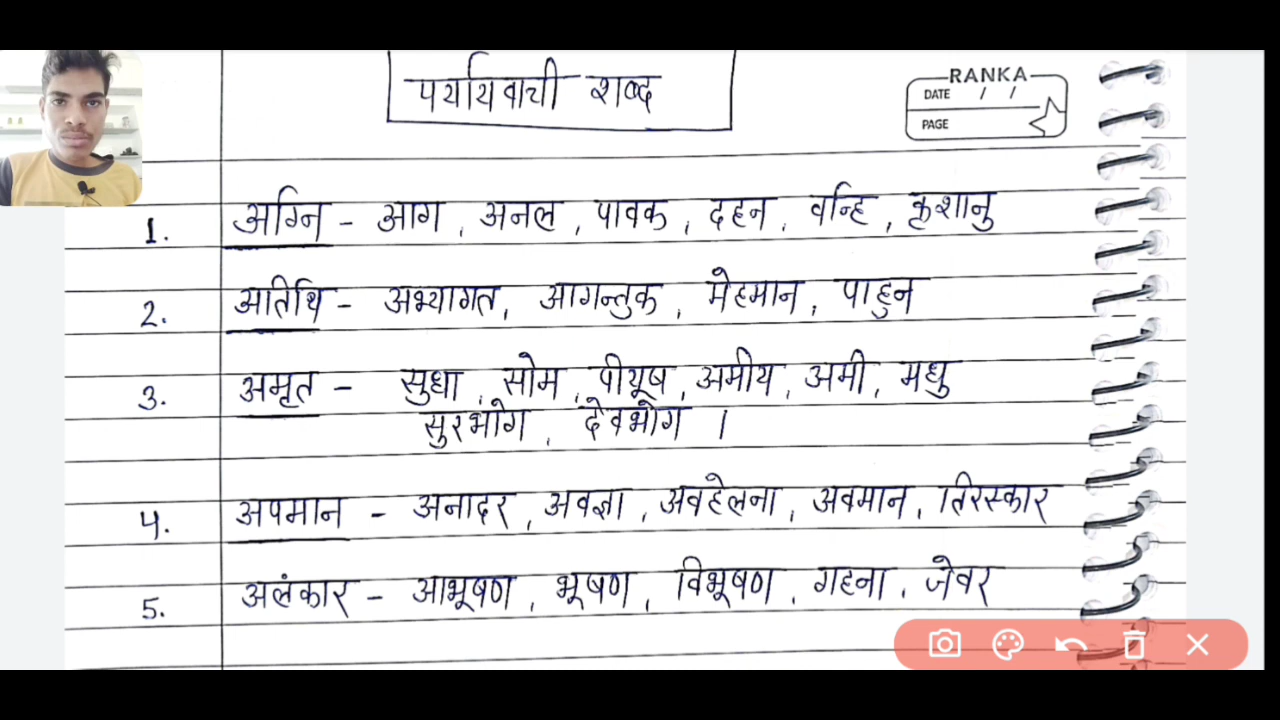 पर्यायवाची शब्द
RANKA
DATE / /
PAGE
1. अग्नि - आग, अनल, पावक, दहन, वन्हि, कृशानु
2. अतिथि - अभ्यागत, आगन्तुक, मेहमान, पाहुन
3. अमृत - सुधा, सोम, पीयूष, अमीय, अमी, मधु
सुरभोग, देवभोग ।
4. अपमान - अनादर, अवज्ञा, अवहेलना, अवमान, तिरस्कार
5. अलंकार - आभूषण, भूषण, विभूषण, गहना, जेवर